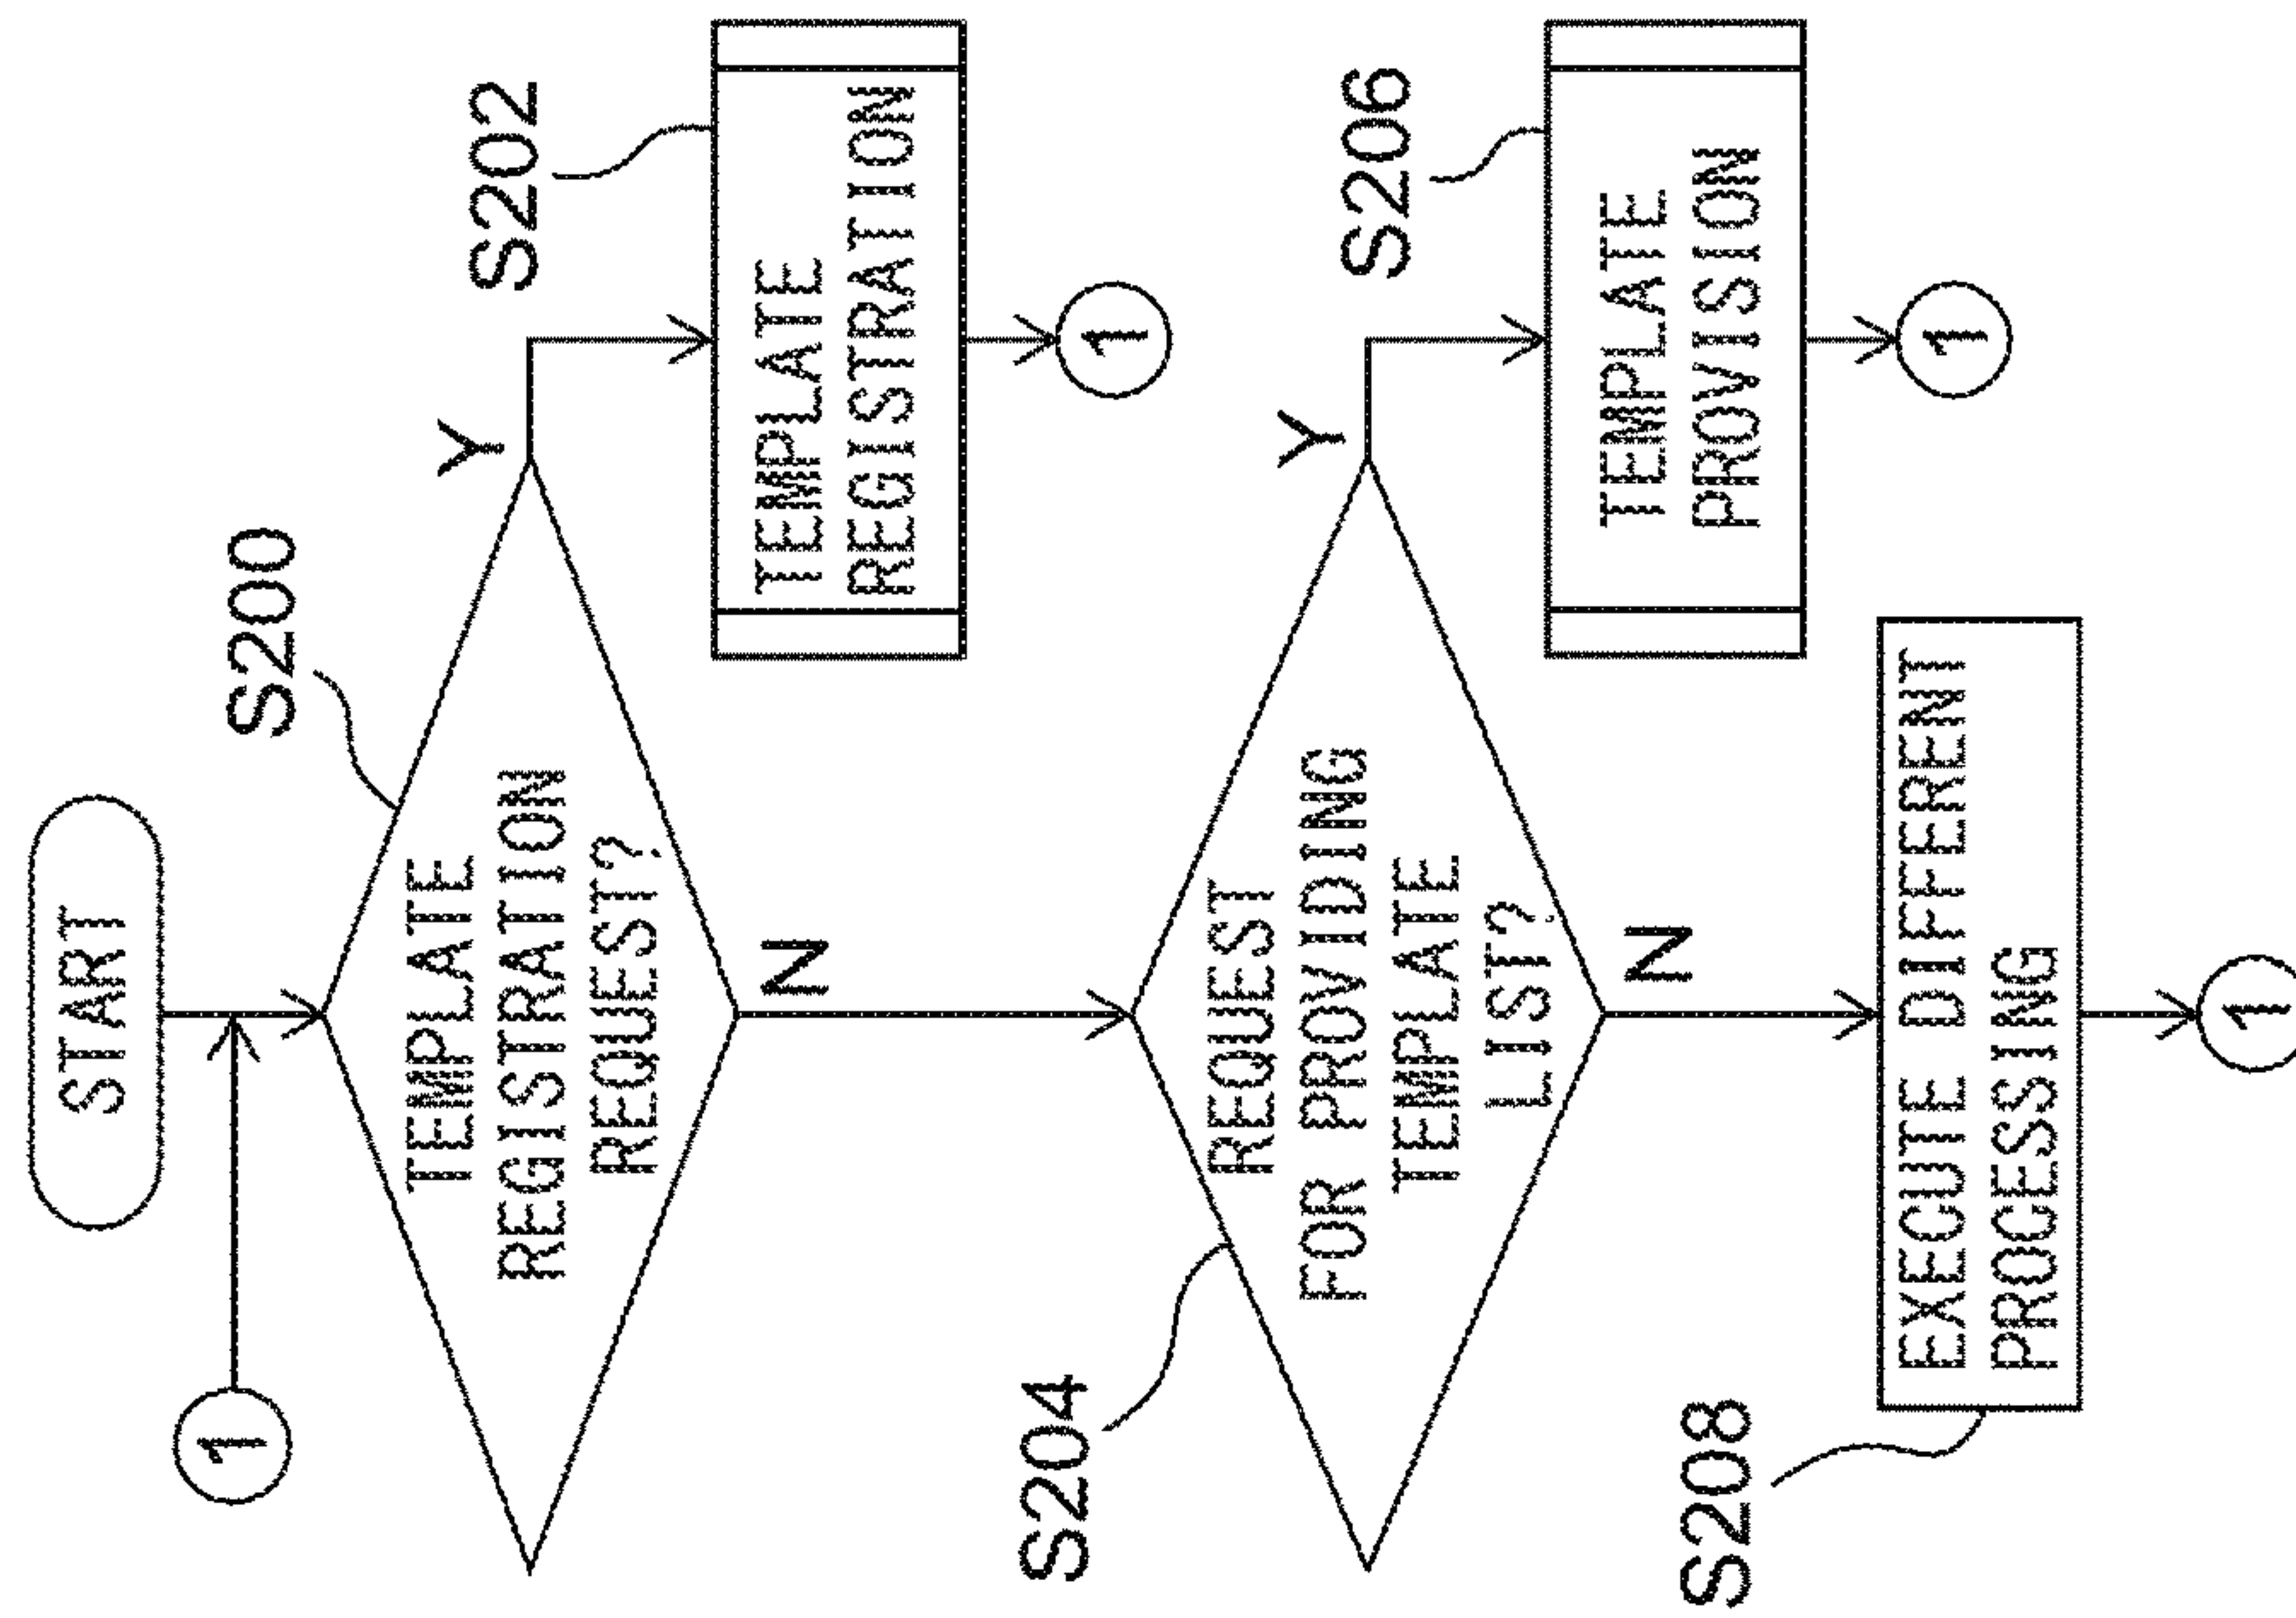 START
1
S200
TEMPLATE
REGISTRATION
REQUEST?
Y
S202
TEMPLATE
REGISTRATION
1
N
S204
REQUEST
FOR PROVIDING
TEMPLATE
LIST?
Y
S206
TEMPLATE
PROVISION
1
N
S208
EXECUTE DIFFERENT
PROCESSING
1